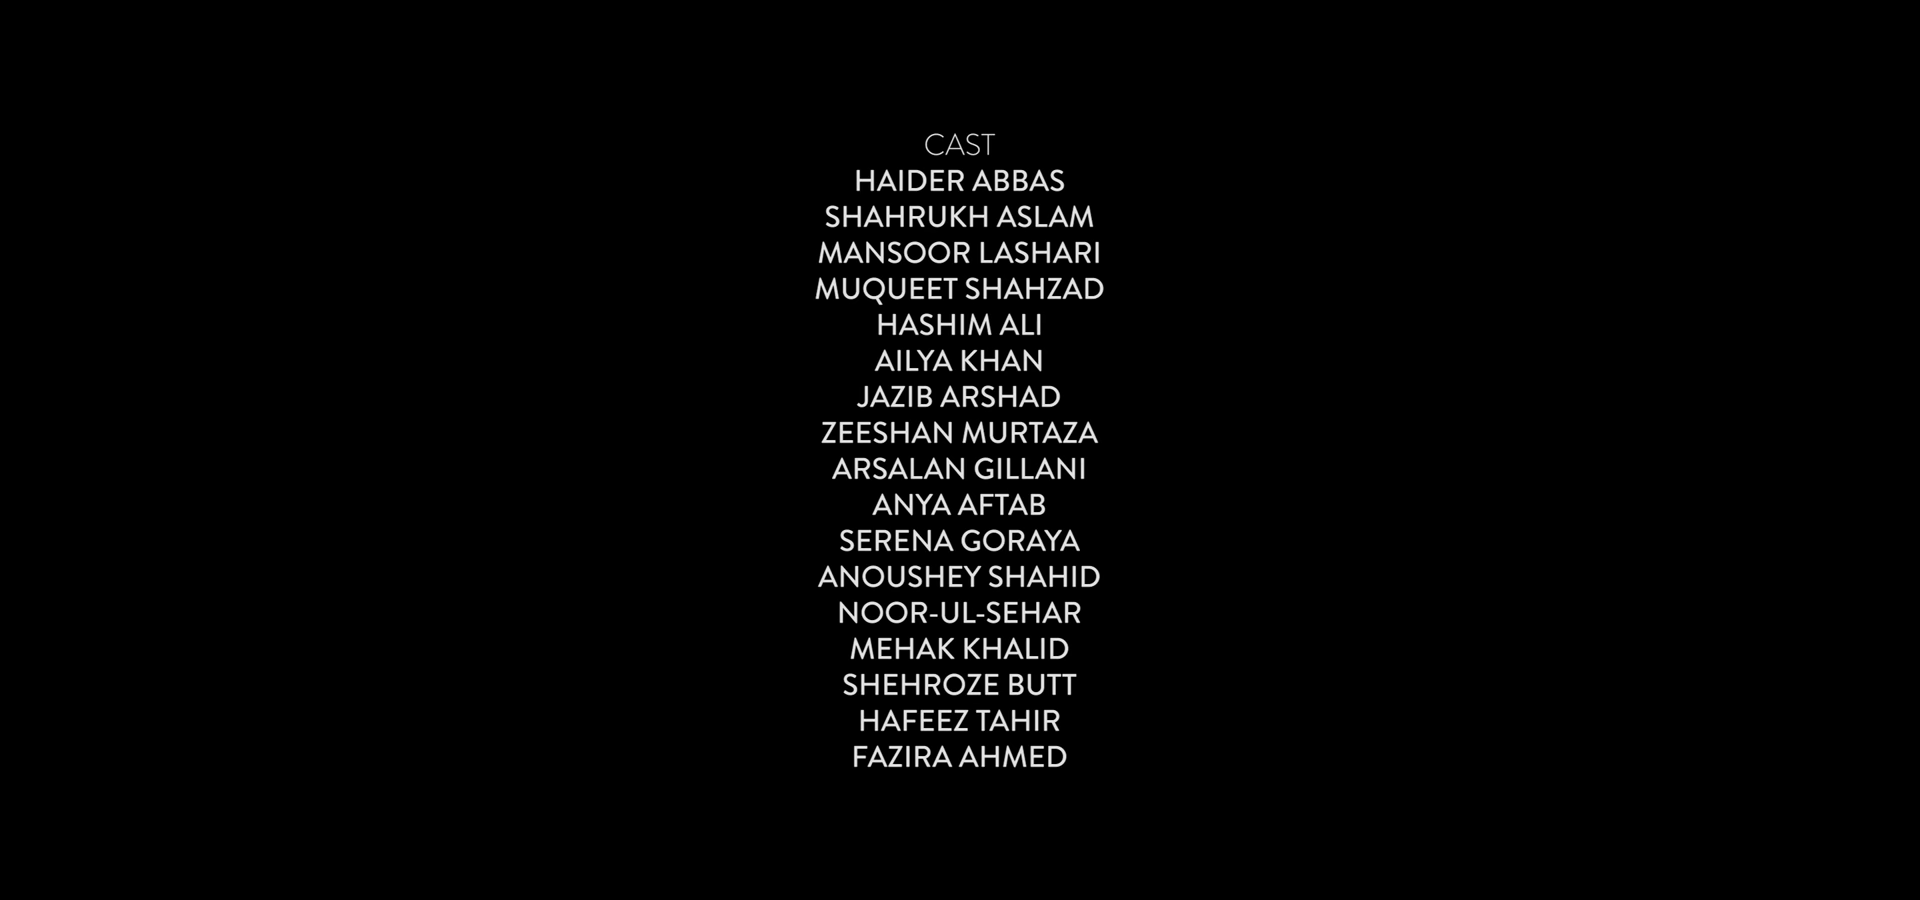 CAST
HAIDER ABBAS
SHAHRUKH ASLAM
MANSOOR LASHARI
MUQUEET SHAHZAD
HASHIM ALI
AILYA KHAN
JAZIB ARSHAD
ZEESHAN MURTAZA
ARSALAN GILLANI
ANYA AFTAB
SERENA GORAYA
ANOUSHEY SHAHID
NOOR-UL-SEHAR
MEHAK KHALID
SHEHROZE BUTT
HAFEEZ TAHIR
FAZIRA AHMED